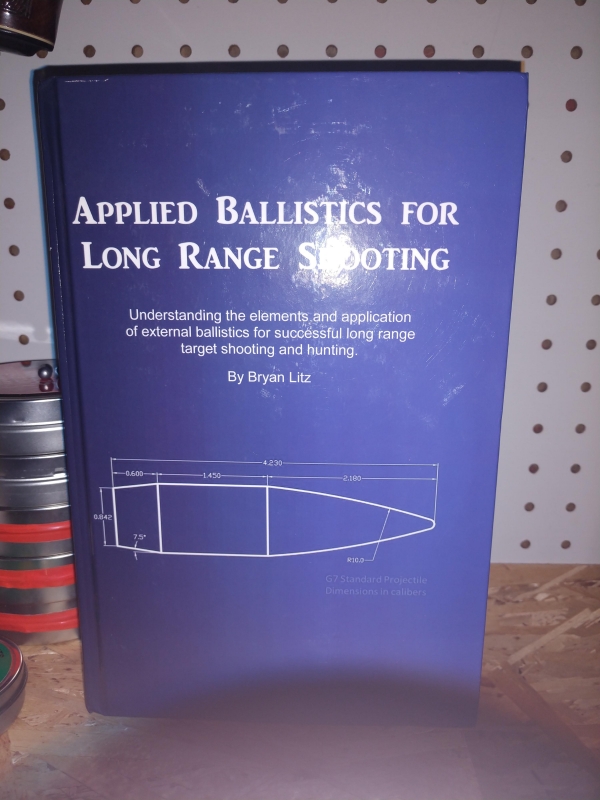 APPLIED BALLISTICS FOR
LONG RANGE SHOOTING
Understanding the elements and application
of external ballistics for successful long range
target shooting and hunting.
By Bryan Litz
4.230
0.600
1.450
2.180
0.842
7.5°
R10.0
G7 Standard Projectile
Dimensions in calibers